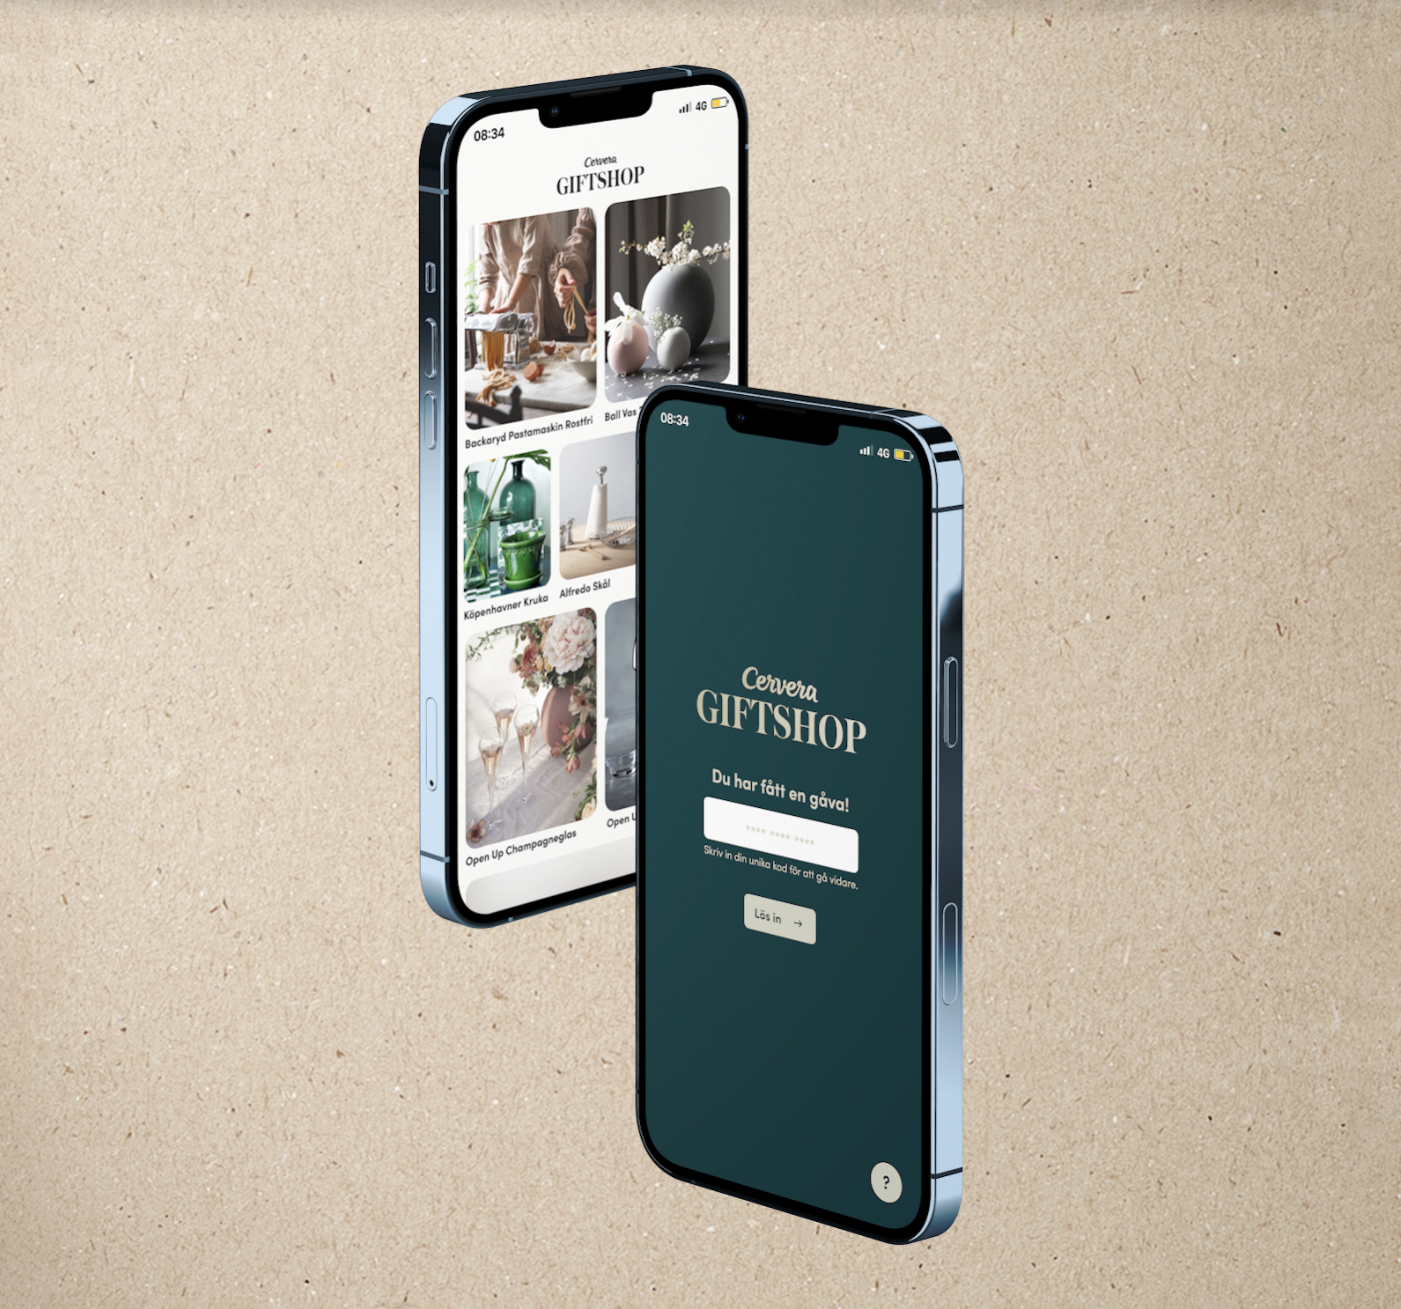 08:34
4G
Cervera
GIFTSHOP
Backaryd Pastamaskin Rostfri
Ball Vas
Köpenhavner Kruka
Alfredo Skål
Open Up Champagneglas
Open U
08:34
4G
Cervera
GIFTSHOP
Du har fått en gåva!
**** **** ****
Skriv in din unika kod för att gå vidare.
Lös in →
?